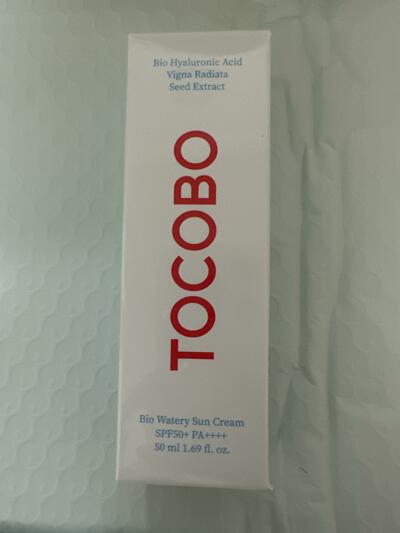 Bio Hyaluronic Acid
Vigna Radiata
Seed Extract
TOCOBO
Bio Watery Sun Cream
SPF50+ PA++++
50 ml 1.69 fl. oz.